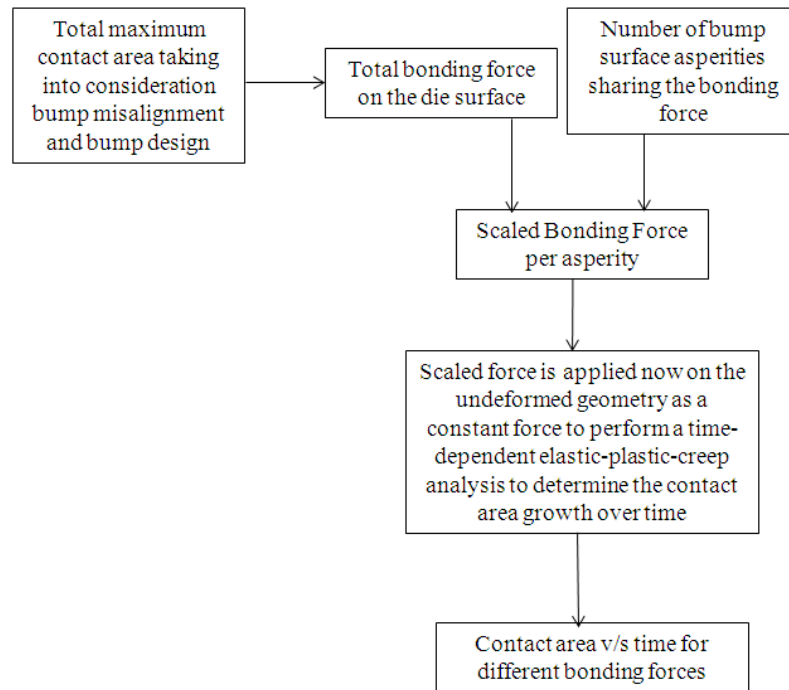 Total maximum
contact area taking
into consideration
bump misalignment
and bump design
Total bonding force
on the die surface
Number of bump
surface asperities
sharing the bonding
force
Scaled Bonding Force
per asperity
Scaled force is applied now on the
undeformed geometry as a
constant force to perform a time-
dependent elastic-plastic-creep
analysis to determine the contact
area growth over time
Contact area v/s time for
different bonding forces